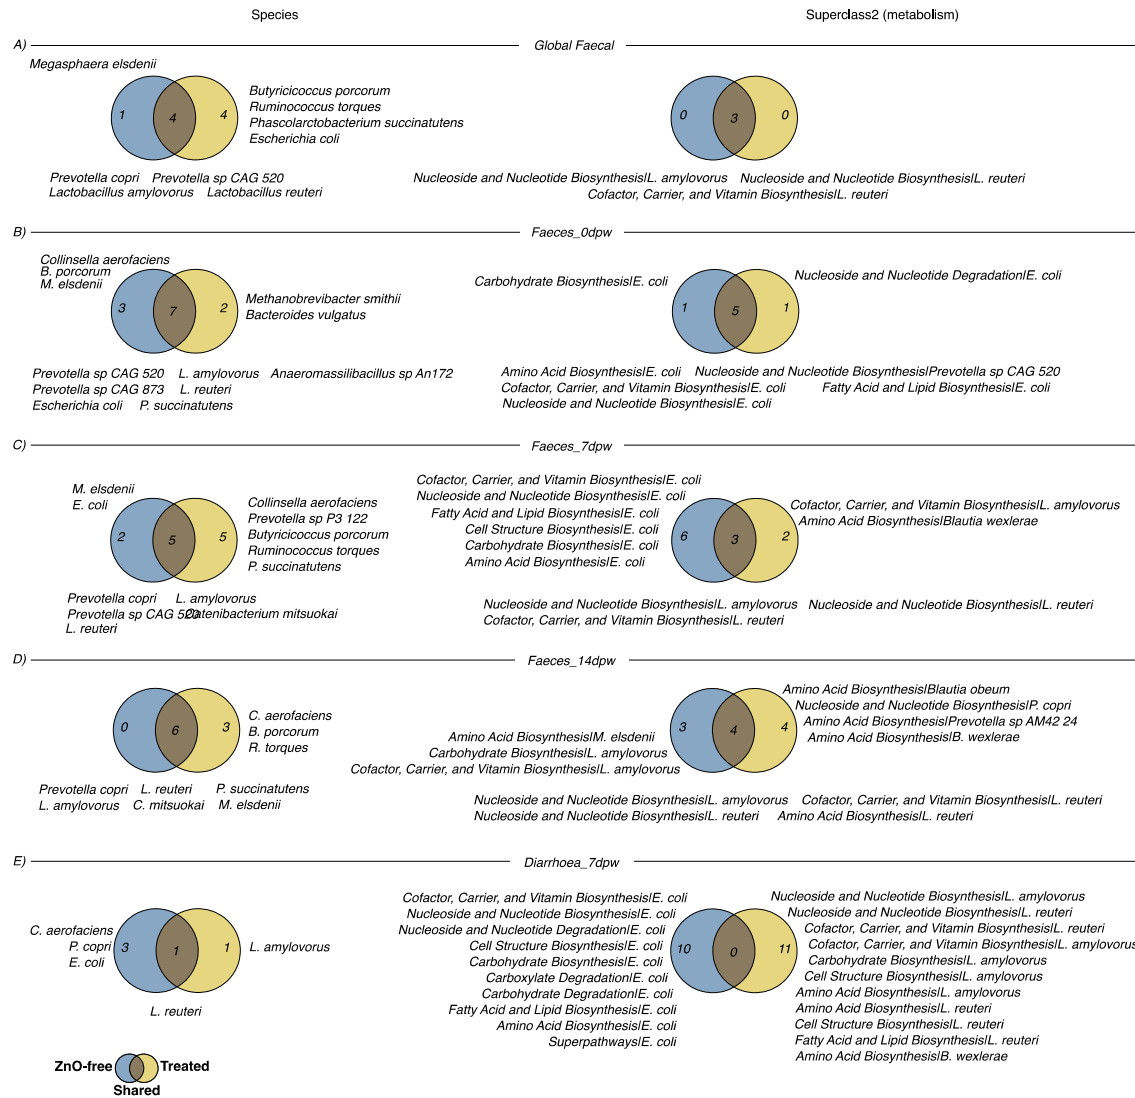 Species
Superclass2 (metabolism)
A)
Global Faecal
Megasphaera elsdenii
1
4
4
Butyricicoccus porcorum
Ruminococcus torques
Phascolarctobacterium succinatutens
Escherichia coli
Prevotella copri Prevotella sp CAG 520
Lactobacillus amylovorus Lactobacillus reuteri
0
3
0
Nucleoside and Nucleotide Biosynthesis|L. amylovorus Nucleoside and Nucleotide Biosynthesis|L. reuteri
Cofactor, Carrier, and Vitamin Biosynthesis|L. reuteri
B)
Faeces_0dpw
Collinsella aerofaciens
B. porcorum
M. elsdenii
3
7
2
Methanobrevibacter smithii
Bacteroides vulgatus
Prevotella sp CAG 520 L. amylovorus Anaeromassilibacillus sp An172
Prevotella sp CAG 873 L. reuteri
Escherichia coli P. succinatutens
Carbohydrate Biosynthesis|E. coli
1
5
1
Nucleoside and Nucleotide Degradation|E. coli
Amino Acid Biosynthesis|E. coli Nucleoside and Nucleotide Biosynthesis|Prevotella sp CAG 520
Cofactor, Carrier, and Vitamin Biosynthesis|E. coli Fatty Acid and Lipid Biosynthesis|E. coli
Nucleoside and Nucleotide Biosynthesis|E. coli
C)
Faeces_7dpw
M. elsdenii
E. coli
2
5
5
Collinsella aerofaciens
Prevotella sp P3 122
Butyricicoccus porcorum
Ruminococcus torques
P. succinatutens
Prevotella copri L. amylovorus
Prevotella sp CAG 520 Catenibacterium mitsuokai
L. reuteri
Cofactor, Carrier, and Vitamin Biosynthesis|E. coli
Nucleoside and Nucleotide Biosynthesis|E. coli
Fatty Acid and Lipid Biosynthesis|E. coli
Cell Structure Biosynthesis|E. coli
Carbohydrate Biosynthesis|E. coli
Amino Acid Biosynthesis|E. coli
6
3
2
Cofactor, Carrier, and Vitamin Biosynthesis|L. amylovorus
Amino Acid Biosynthesis|Blautia wexlerae
Nucleoside and Nucleotide Biosynthesis|L. amylovorus Nucleoside and Nucleotide Biosynthesis|L. reuteri
Cofactor, Carrier, and Vitamin Biosynthesis|L. reuteri
D)
Faeces_14dpw
0
6
3
C. aerofaciens
B. porcorum
R. torques
Prevotella copri L. reuteri P. succinatutens
L. amylovorus C. mitsuokai M. elsdenii
Amino Acid Biosynthesis|M. elsdenii
Carbohydrate Biosynthesis|L. amylovorus
Cofactor, Carrier, and Vitamin Biosynthesis|L. amylovorus
3
4
4
Amino Acid Biosynthesis|Blautia obeum
Nucleoside and Nucleotide Biosynthesis|P. copri
Amino Acid Biosynthesis|Prevotella sp AM42 24
Amino Acid Biosynthesis|B. wexlerae
Nucleoside and Nucleotide Biosynthesis|L. amylovorus Cofactor, Carrier, and Vitamin Biosynthesis|L. reuteri
Nucleoside and Nucleotide Biosynthesis|L. reuteri Amino Acid Biosynthesis|L. reuteri
E)
Diarrhoea_7dpw
C. aerofaciens
P. copri
E. coli
3
1
1
L. amylovorus
L. reuteri
Cofactor, Carrier, and Vitamin Biosynthesis|E. coli
Nucleoside and Nucleotide Biosynthesis|E. coli
Nucleoside and Nucleotide Degradation|E. coli
Cell Structure Biosynthesis|E. coli
Carbohydrate Biosynthesis|E. coli
Carboxylate Degradation|E. coli
Carbohydrate Degradation|E. coli
Fatty Acid and Lipid Biosynthesis|E. coli
Amino Acid Biosynthesis|E. coli
Superpathways|E. coli
10
0
11
Nucleoside and Nucleotide Biosynthesis|L. amylovorus
Nucleoside and Nucleotide Biosynthesis|L. reuteri
Cofactor, Carrier, and Vitamin Biosynthesis|L. reuteri
Cofactor, Carrier, and Vitamin Biosynthesis|L. amylovorus
Carbohydrate Biosynthesis|L. amylovorus
Cell Structure Biosynthesis|L. amylovorus
Amino Acid Biosynthesis|L. amylovorus
Amino Acid Biosynthesis|L. reuteri
Cell Structure Biosynthesis|L. reuteri
Fatty Acid and Lipid Biosynthesis|L. reuteri
Amino Acid Biosynthesis|B. wexlerae
ZnO-free
Treated
Shared